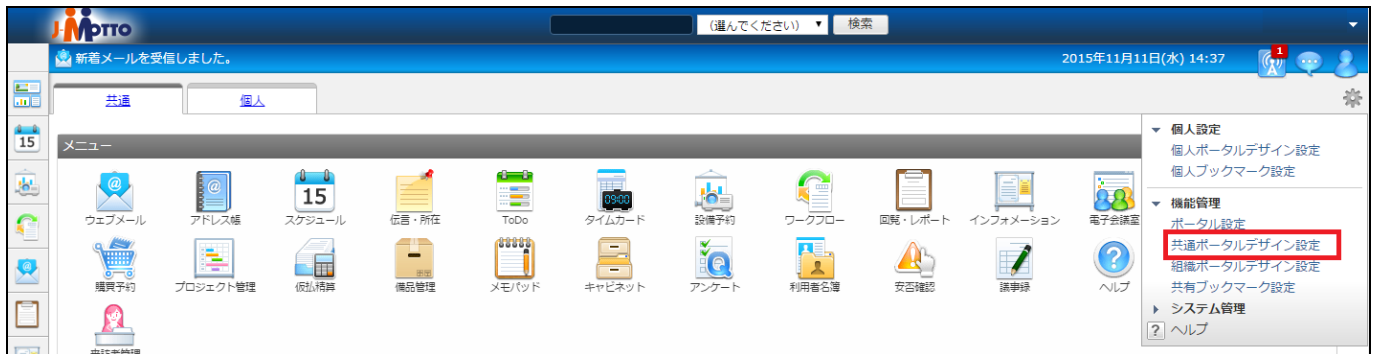 J-MOTTO
(選んでください) ▼ 検索
新着メールを受信しました。
2015年11月11日(水) 14:37
1
共通 個人
15
メニュー
15
09:00
ウェブメール アドレス帳 スケジュール 伝言・所在 ToDo タイムカード 設備予約 ワークフロー 回覧・レポート インフォメーション 電子会議室
購買予約 プロジェクト管理 仮払精算 備品管理 メモパッド キャビネット アンケート 利用者名簿 安否確認 議事録 ヘルプ
▼ 個人設定
個人ポータルデザイン設定
個人ブックマーク設定
▼ 機能管理
ポータル設定
共通ポータルデザイン設定
組織ポータルデザイン設定
共有ブックマーク設定
▶ システム管理
? ヘルプ